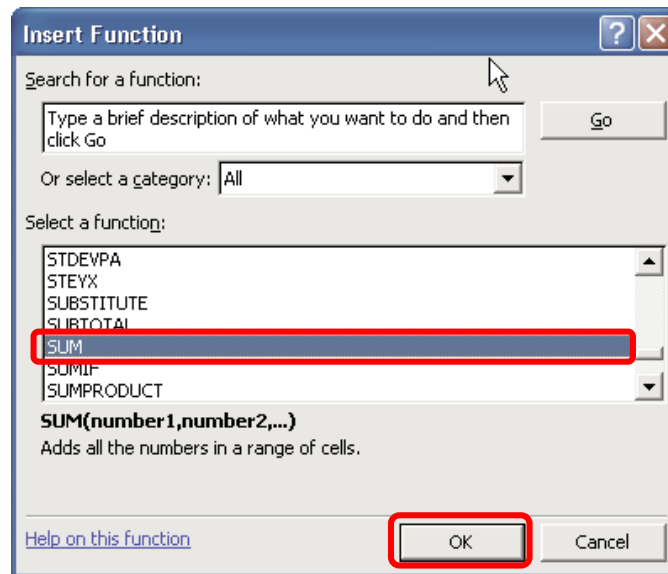 Insert Function
Search for a function:
Type a brief description of what you want to do and then
click Go
Go
Or select a category: All
Select a function:
STDEVPA
STEYX
SUBSTITUTE
SUBTOTAL
SUM
SUMIF
SUMPRODUCT
SUM(number1,number2,...)
Adds all the numbers in a range of cells.
Help on this function
OK
Cancel